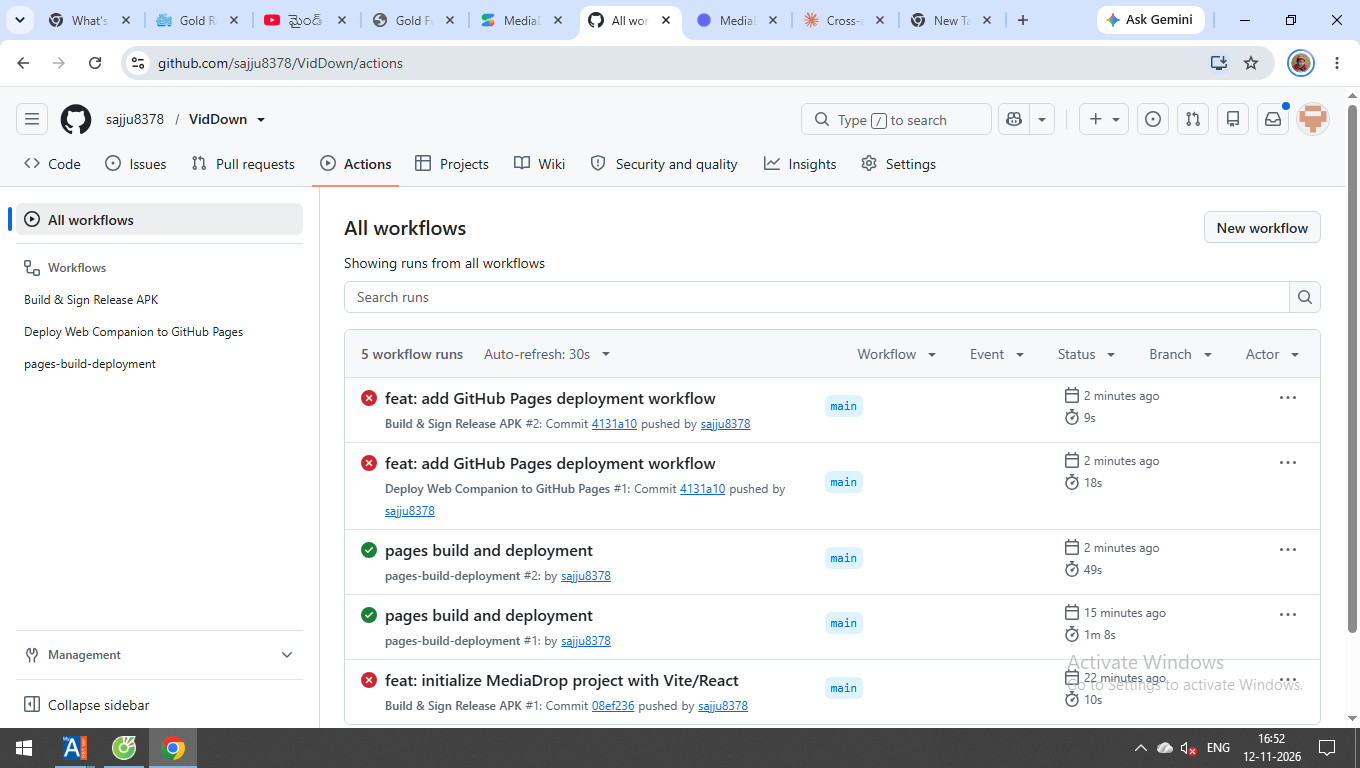 What's
Gold R
మైండ్
Gold F
Media
All wor
Media
Cross-
New Ta
Ask Gemini
github.com/sajju8378/VidDown/actions
sajju8378 / VidDown
Type / to search
Code
Issues
Pull requests
Actions
Projects
Wiki
Security and quality
Insights
Settings
All workflows
Workflows
Build & Sign Release APK
Deploy Web Companion to GitHub Pages
pages-build-deployment
Management
Collapse sidebar
All workflows
New workflow
Showing runs from all workflows
Search runs
5 workflow runs
Auto-refresh: 30s
Workflow
Event
Status
Branch
Actor
feat: add GitHub Pages deployment workflow
Build & Sign Release APK #2: Commit 4131a10 pushed by sajju8378
main
2 minutes ago
9s
feat: add GitHub Pages deployment workflow
Deploy Web Companion to GitHub Pages #1: Commit 4131a10 pushed by
sajju8378
main
2 minutes ago
18s
pages build and deployment
pages-build-deployment #2: by sajju8378
main
2 minutes ago
49s
pages build and deployment
pages-build-deployment #1: by sajju8378
main
15 minutes ago
1m 8s
feat: initialize MediaDrop project with Vite/React
Build & Sign Release APK #1: Commit 08ef236 pushed by sajju8378
main
22 minutes ago
10s
Activate Windows
Go to Settings to activate Windows.
ENG
16:52
12-11-2026